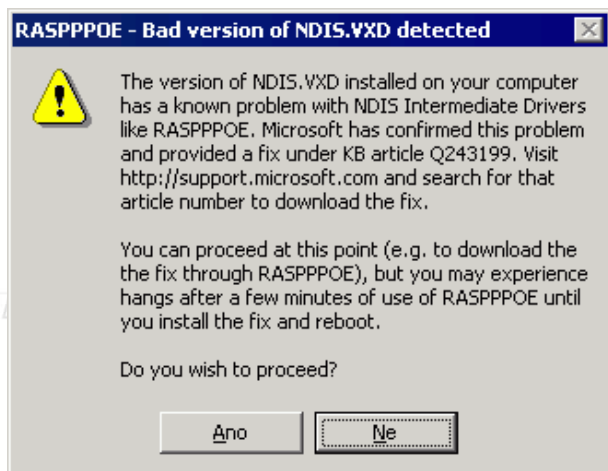 RASPPPOE - Bad version of NDIS.VXD detected
The version of NDIS.VXD installed on your computer
has a known problem with NDIS Intermediate Drivers
like RASPPPOE. Microsoft has confirmed this problem
and provided a fix under KB article Q243199. Visit
http://support.microsoft.com and search for that
article number to download the fix.
You can proceed at this point (e.g. to download the
the fix through RASPPPOE), but you may experience
hangs after a few minutes of use of RASPPPOE until
you install the fix and reboot.
Do you wish to proceed?
Ano
Ne